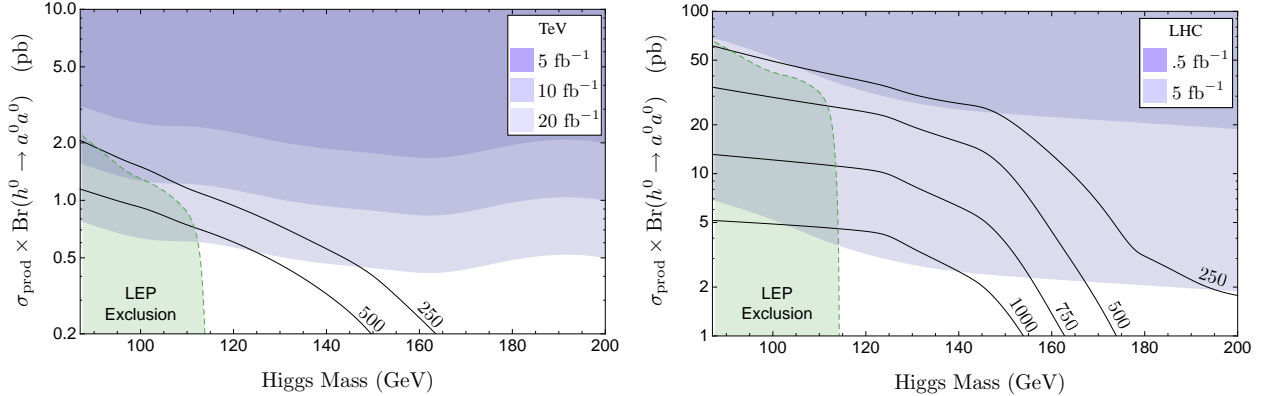 TeV
5 fb⁻¹
10 fb⁻¹
20 fb⁻¹
σ_prod × Br(h⁰ → a⁰a⁰) (pb)
10.0
5.0
2.0
1.0
0.5
0.2
LEP
Exclusion
500
250
100 120 140 160 180 200
Higgs Mass (GeV)
LHC
.5 fb⁻¹
5 fb⁻¹
σ_prod × Br(h⁰ → a⁰a⁰) (pb)
100
50
20
10
5
2
1
LEP
Exclusion
1000
750
500
250
100 120 140 160 180 200
Higgs Mass (GeV)